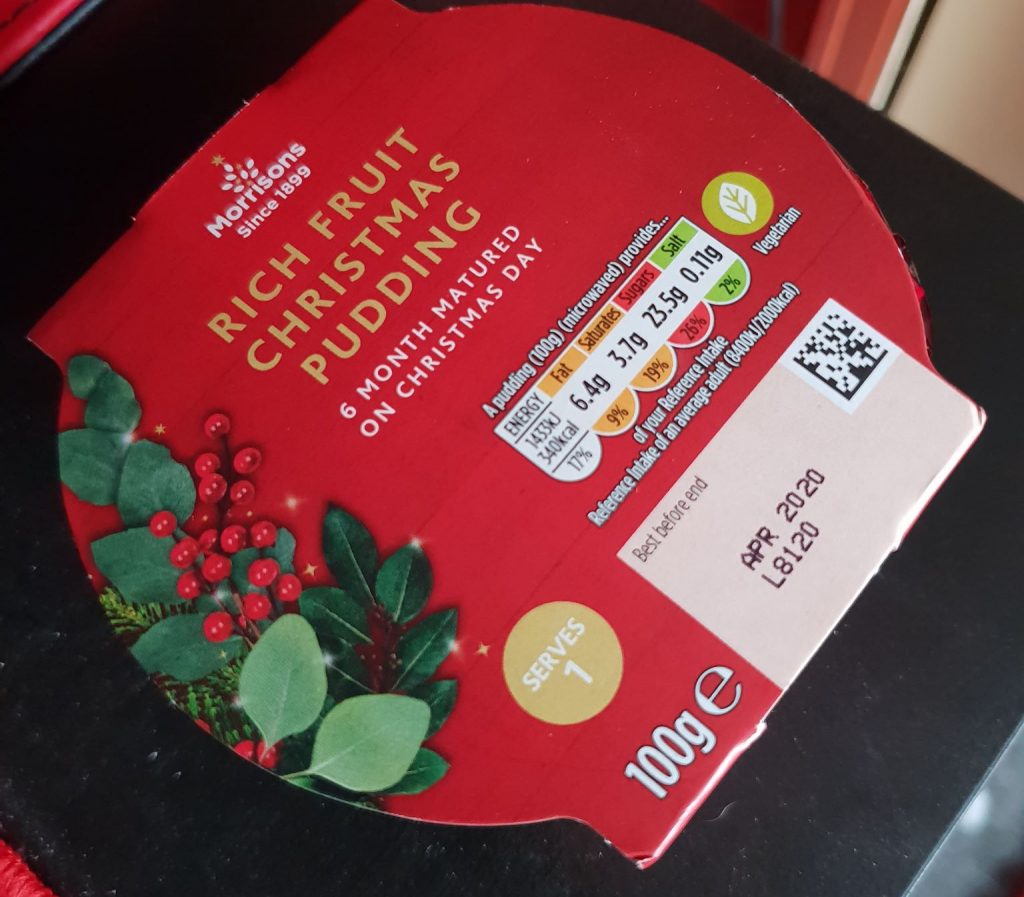 Morrisons
Since 1899
RICH FRUIT
CHRISTMAS
PUDDING
6 MONTH MATURED
ON CHRISTMAS DAY
A pudding (100g) (microwaved) provides...
ENERGY Fat Saturates Sugars Salt
1433kJ
340kcal 6.4g 3.7g 23.5g 0.11g
17% 9% 19% 26% 2%
of your Reference Intake
Reference Intake of an average adult (8400kJ/2000kcal)
Vegetarian
Best before end
APR 2020
L8120
SERVES
1
100g e